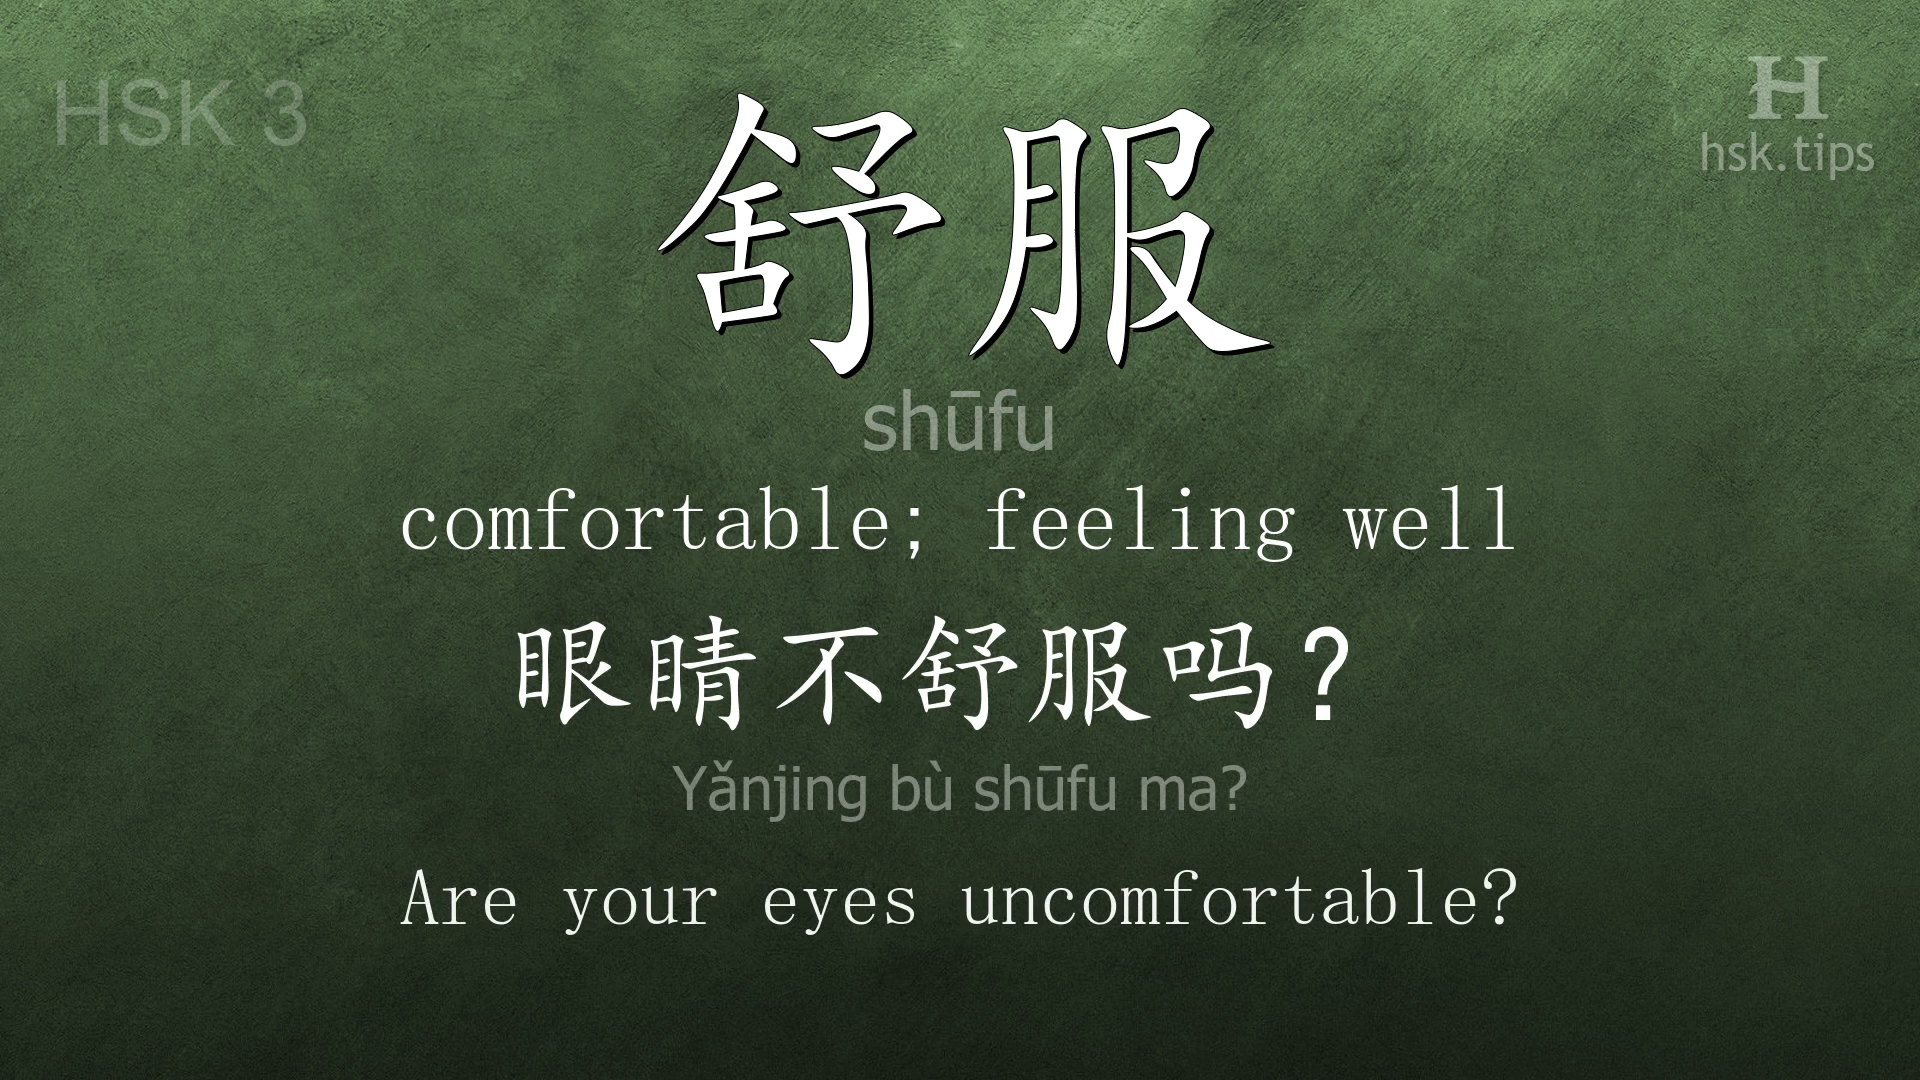 HSK 3
H
hsk.tips
舒服
shūfu
comfortable; feeling well
眼睛不舒服吗?
Yǎnjing bù shūfu ma?
Are your eyes uncomfortable?